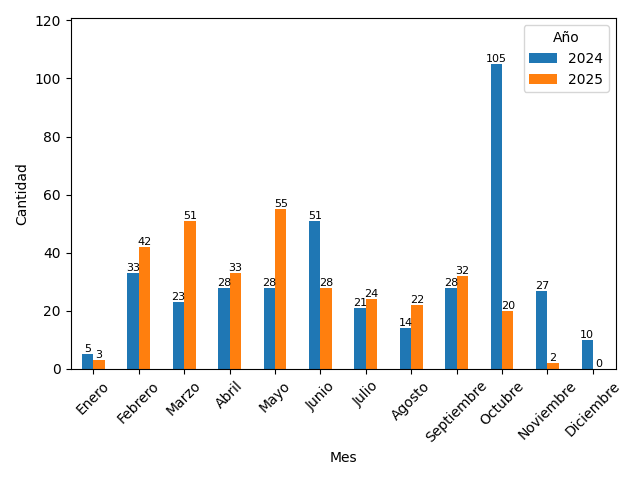 120
100
80
60
40
20
0
Cantidad
Año
2024
2025
5 3
33 42
23 51
28 33
28 55
51 28
21 24
14 22
28 32
105 20
27 2
10 0
Enero
Febrero
Marzo
Abril
Mayo
Junio
Julio
Agosto
Septiembre
Octubre
Noviembre
Diciembre
Mes